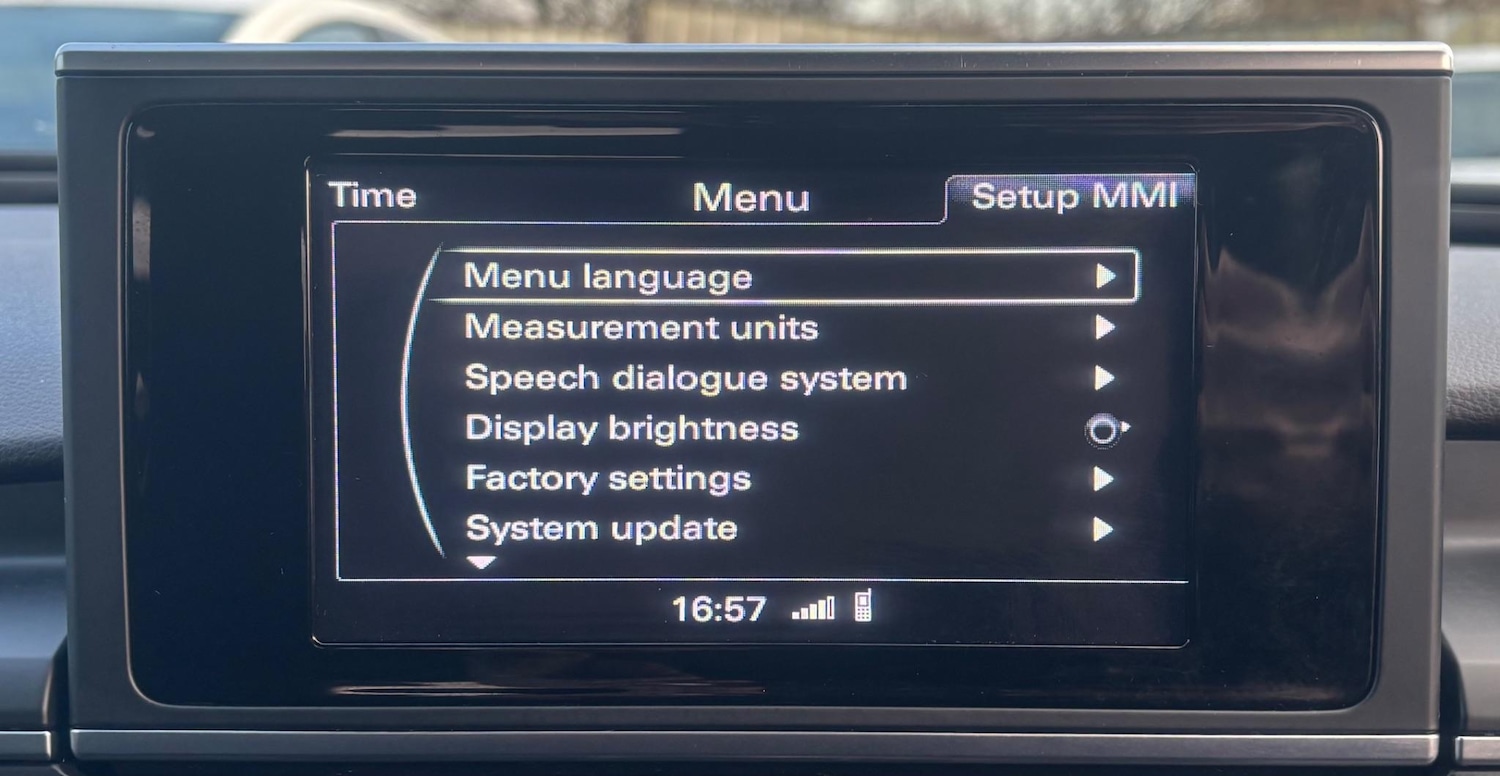 Time Menu Setup MMI
Menu language
Measurement units
Speech dialogue system
Display brightness
Factory settings
System update
16:57